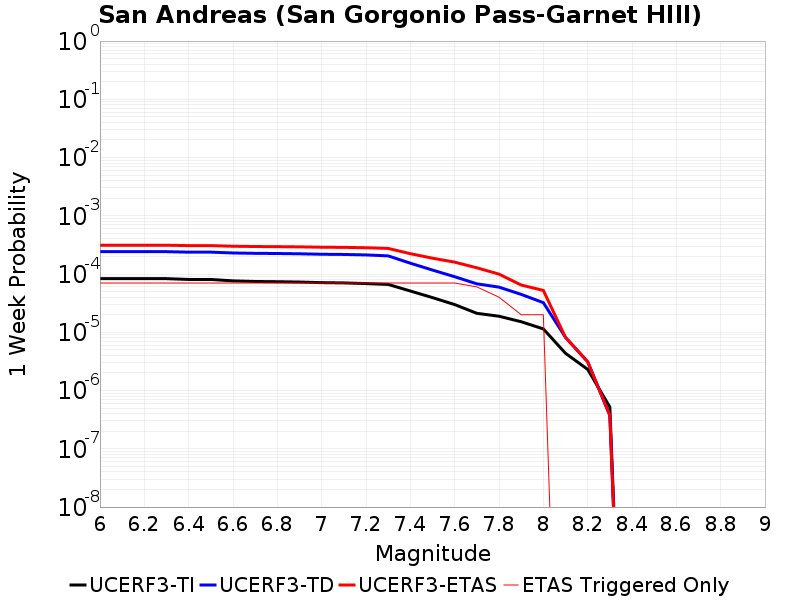 San Andreas (San Gorgonio Pass-Garnet HIll)
1 Week Probability
10^0
10^-1
10^-2
10^-3
10^-4
10^-5
10^-6
10^-7
10^-8
6 6.2 6.4 6.6 6.8 7 7.2 7.4 7.6 7.8 8 8.2 8.4 8.6 8.8 9
Magnitude
UCERF3-TI UCERF3-TD UCERF3-ETAS ETAS Triggered Only